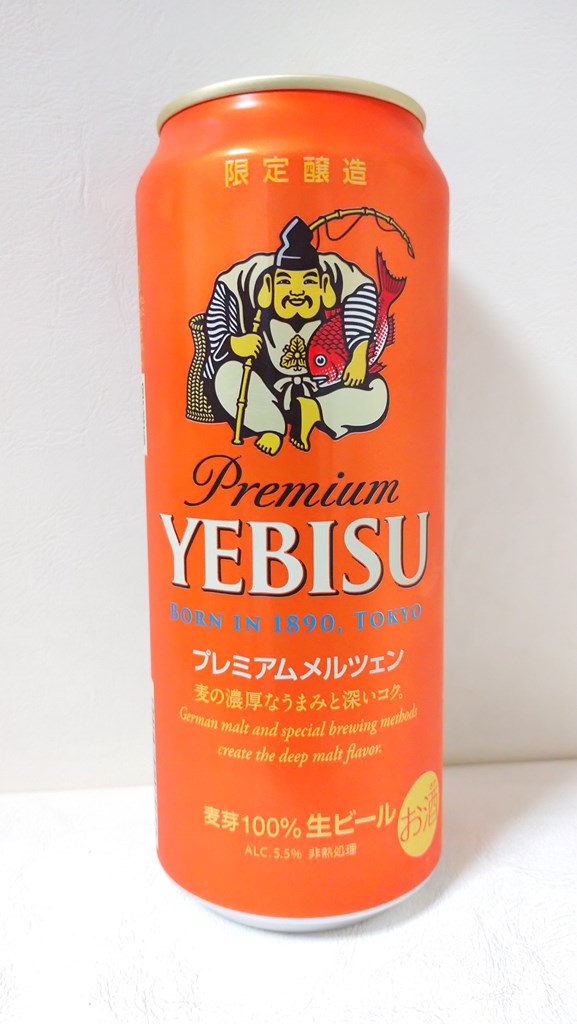 限定醸造
Premium
YEBISU
BORN IN 1890, TOKYO
プレミアムメルツェン
麦の濃厚なうまみと深いコク。
German malt and special brewing methods
create the deep malt flavor.
麦芽100% 生ビール
お酒
ALC. 5.5% 非熱処理